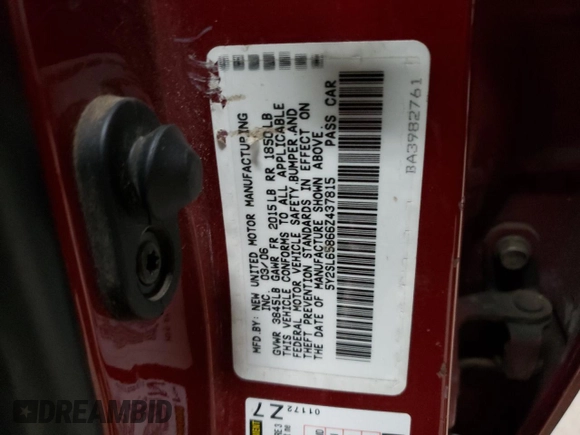 MFD.BY: NEW UNITED MOTOR MANUFACTURING
INC. 03/06
GVWR 3845LB GAWR FR 2015LB RR 1850LB
THIS VEHICLE CONFORMS TO ALL APPLICABLE
FEDERAL MOTOR VEHICLE SAFETY,BUMPER,AND
THEFT PREVENTION STANDARDS IN EFFECT ON
THE DATE OF MANUFACTURE SHOWN ABOVE.
5Y2SL65866Z437815 PASS CAR
BA3982761
01172
Z7
DREAMBID